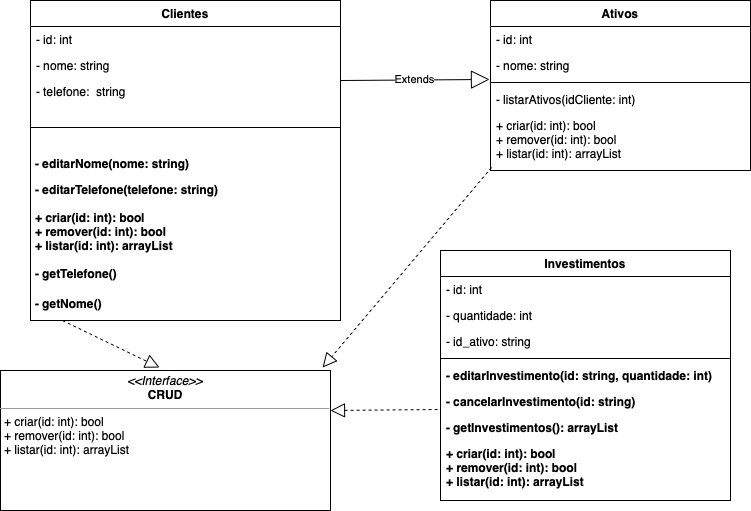 Clientes
- id: int
- nome: string
- telefone: string
- editarNome(nome: string)
- editarTelefone(telefone: string)
+ criar(id: int): bool
+ remover(id: int): bool
+ listar(id: int): arrayList
- getTelefone()
- getNome()
Extends
Ativos
- id: int
- nome: string
- listarAtivos(idCliente: int)
+ criar(id: int): bool
+ remover(id: int): bool
+ listar(id: int): arrayList
Investimentos
- id: int
- quantidade: int
- id_ativo: string
- editarInvestimento(id: string, quantidade: int)
- cancelarInvestimento(id: string)
- getInvestimentos(): arrayList
+ criar(id: int): bool
+ remover(id: int): bool
+ listar(id: int): arrayList
<<Interface>>
CRUD
+ criar(id: int): bool
+ remover(id: int): bool
+ listar(id: int): arrayList